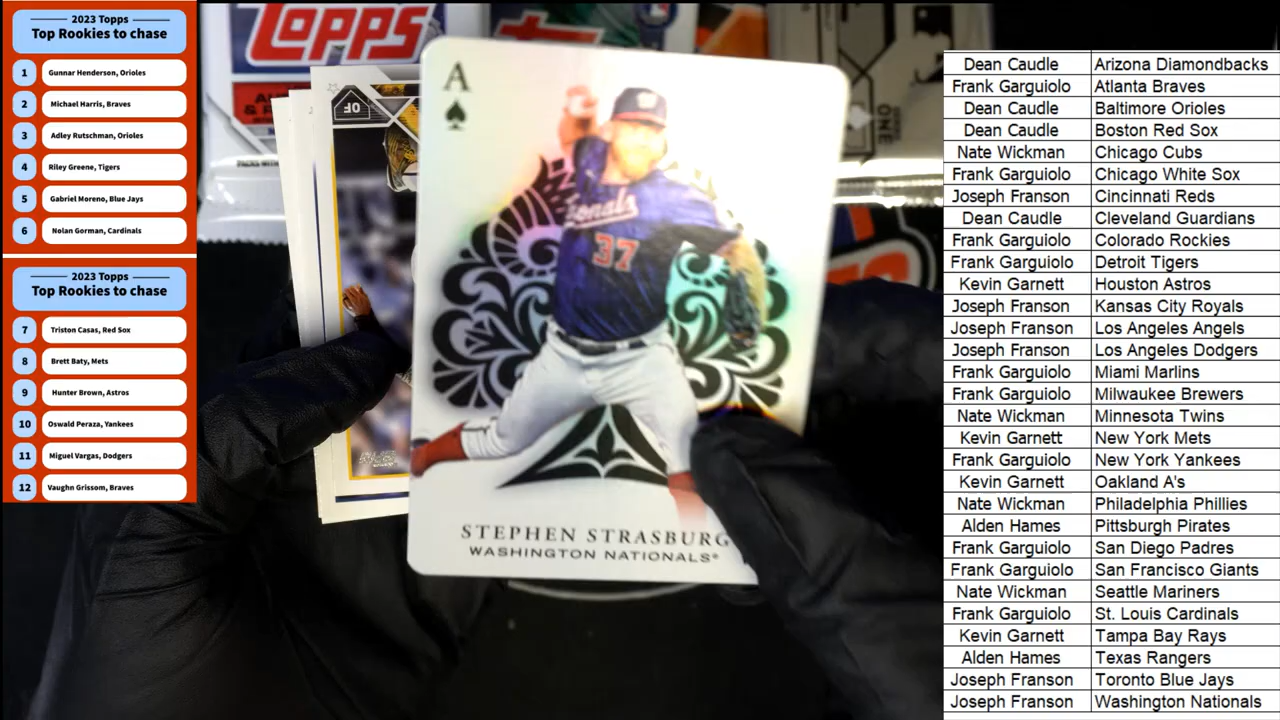 2023 Topps
Top Rookies to chase
1 Gunnar Henderson, Orioles
2 Michael Harris, Braves
3 Adley Rutschman, Orioles
4 Riley Greene, Tigers
5 Gabriel Moreno, Blue Jays
6 Nolan Gorman, Cardinals
2023 Topps
Top Rookies to chase
7 Triston Casas, Red Sox
8 Brett Baty, Mets
9 Hunter Brown, Astros
10 Oswald Peraza, Yankees
11 Miguel Vargas, Dodgers
12 Vaughn Grissom, Braves
TOPPS
OF
ONE
A
37
STEPHEN STRASBURG
WASHINGTON NATIONALS®
Dean Caudle Arizona Diamondbacks
Frank Garguiolo Atlanta Braves
Dean Caudle Baltimore Orioles
Dean Caudle Boston Red Sox
Nate Wickman Chicago Cubs
Frank Garguiolo Chicago White Sox
Joseph Franson Cincinnati Reds
Dean Caudle Cleveland Guardians
Frank Garguiolo Colorado Rockies
Frank Garguiolo Detroit Tigers
Kevin Garnett Houston Astros
Joseph Franson Kansas City Royals
Joseph Franson Los Angeles Angels
Joseph Franson Los Angeles Dodgers
Frank Garguiolo Miami Marlins
Frank Garguiolo Milwaukee Brewers
Nate Wickman Minnesota Twins
Kevin Garnett New York Mets
Frank Garguiolo New York Yankees
Kevin Garnett Oakland A's
Nate Wickman Philadelphia Phillies
Alden Hames Pittsburgh Pirates
Frank Garguiolo San Diego Padres
Frank Garguiolo San Francisco Giants
Nate Wickman Seattle Mariners
Frank Garguiolo St. Louis Cardinals
Kevin Garnett Tampa Bay Rays
Alden Hames Texas Rangers
Joseph Franson Toronto Blue Jays
Joseph Franson Washington Nationals